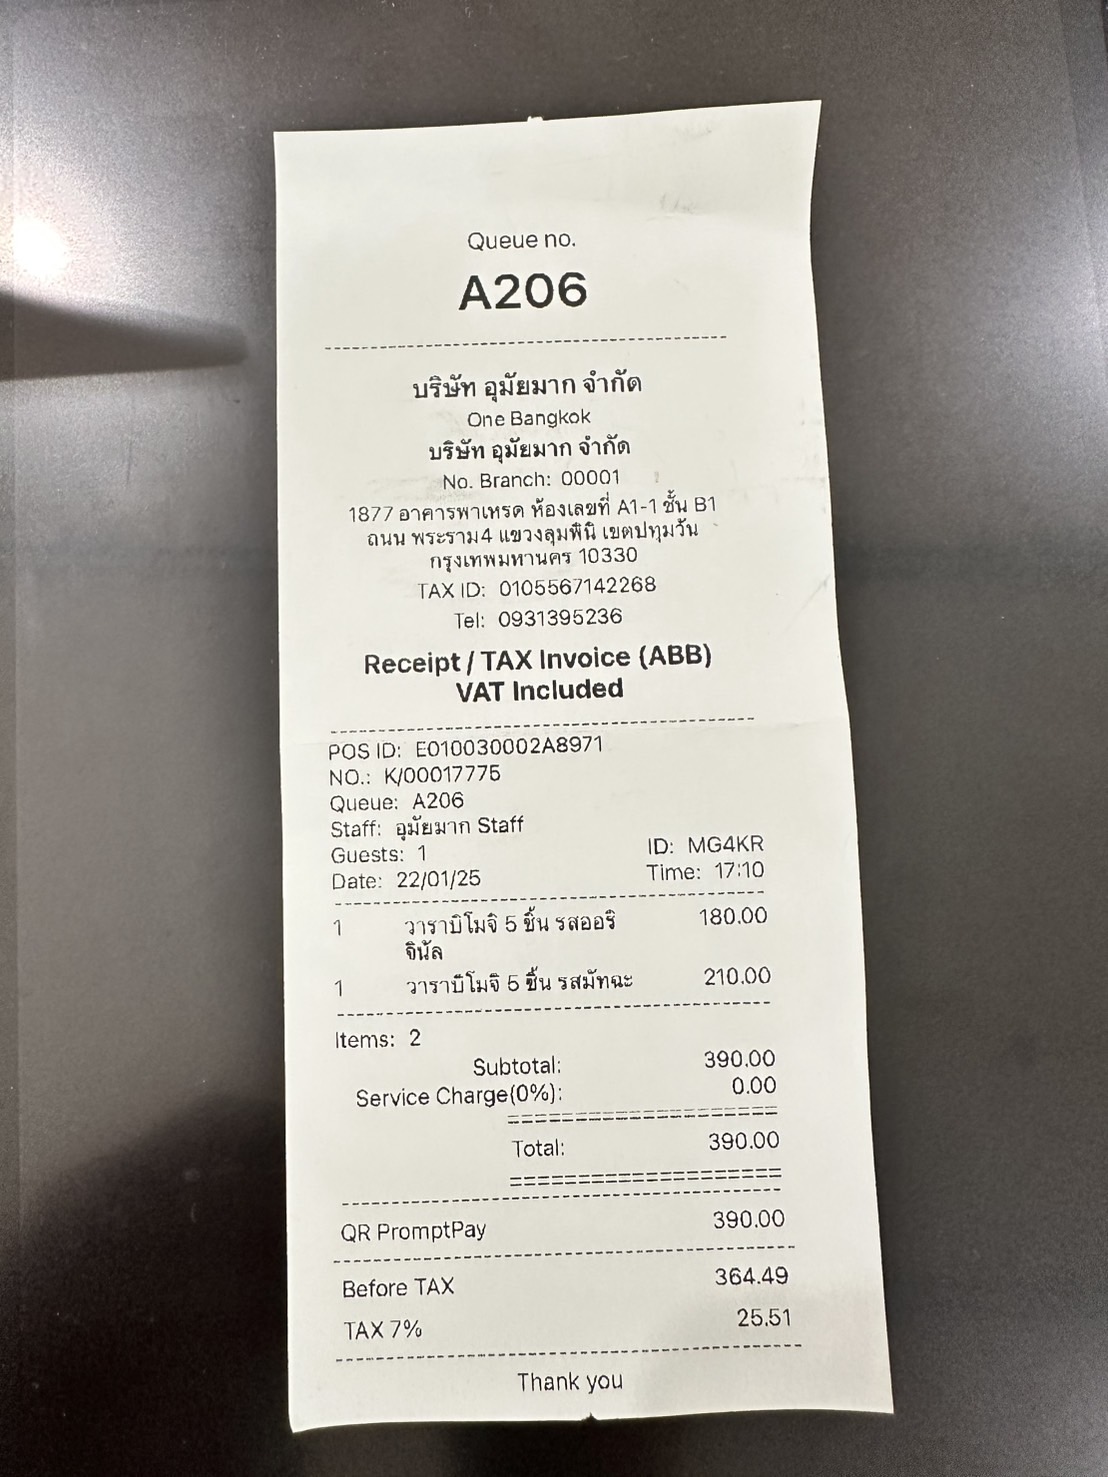 Queue no.
A206
บริษัท อุมัยมาก จำกัด
One Bangkok
บริษัท อุมัยมาก จำกัด
No. Branch: 00001
1877 อาคารพาเหรด ห้องเลขที่ A1-1 ชั้น B1
ถนน พระราม4 แขวงลุมพินี เขตปทุมวัน
กรุงเทพมหานคร 10330
TAX ID: 0105567142268
Tel: 0931395236
Receipt / TAX Invoice (ABB)
VAT Included
POS ID: E010030002A8971
NO.: K/00017775
Queue: A206
Staff: อุมัยมาก Staff
Guests: 1 ID: MG4KR
Date: 22/01/25 Time: 17:10
1 วาราบิโมจิ 5 ชิ้น รสออริ 180.00
จินัล
1 วาราบิโมจิ 5 ชิ้น รสมัทฉะ 210.00
Items: 2
Subtotal: 390.00
Service Charge(0%): 0.00
====================
Total: 390.00
====================
QR PromptPay 390.00
Before TAX 364.49
TAX 7% 25.51
Thank you